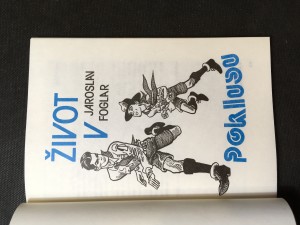 ŽIVOT
V
JAROSLAV
FOGLAR
POKLUSU